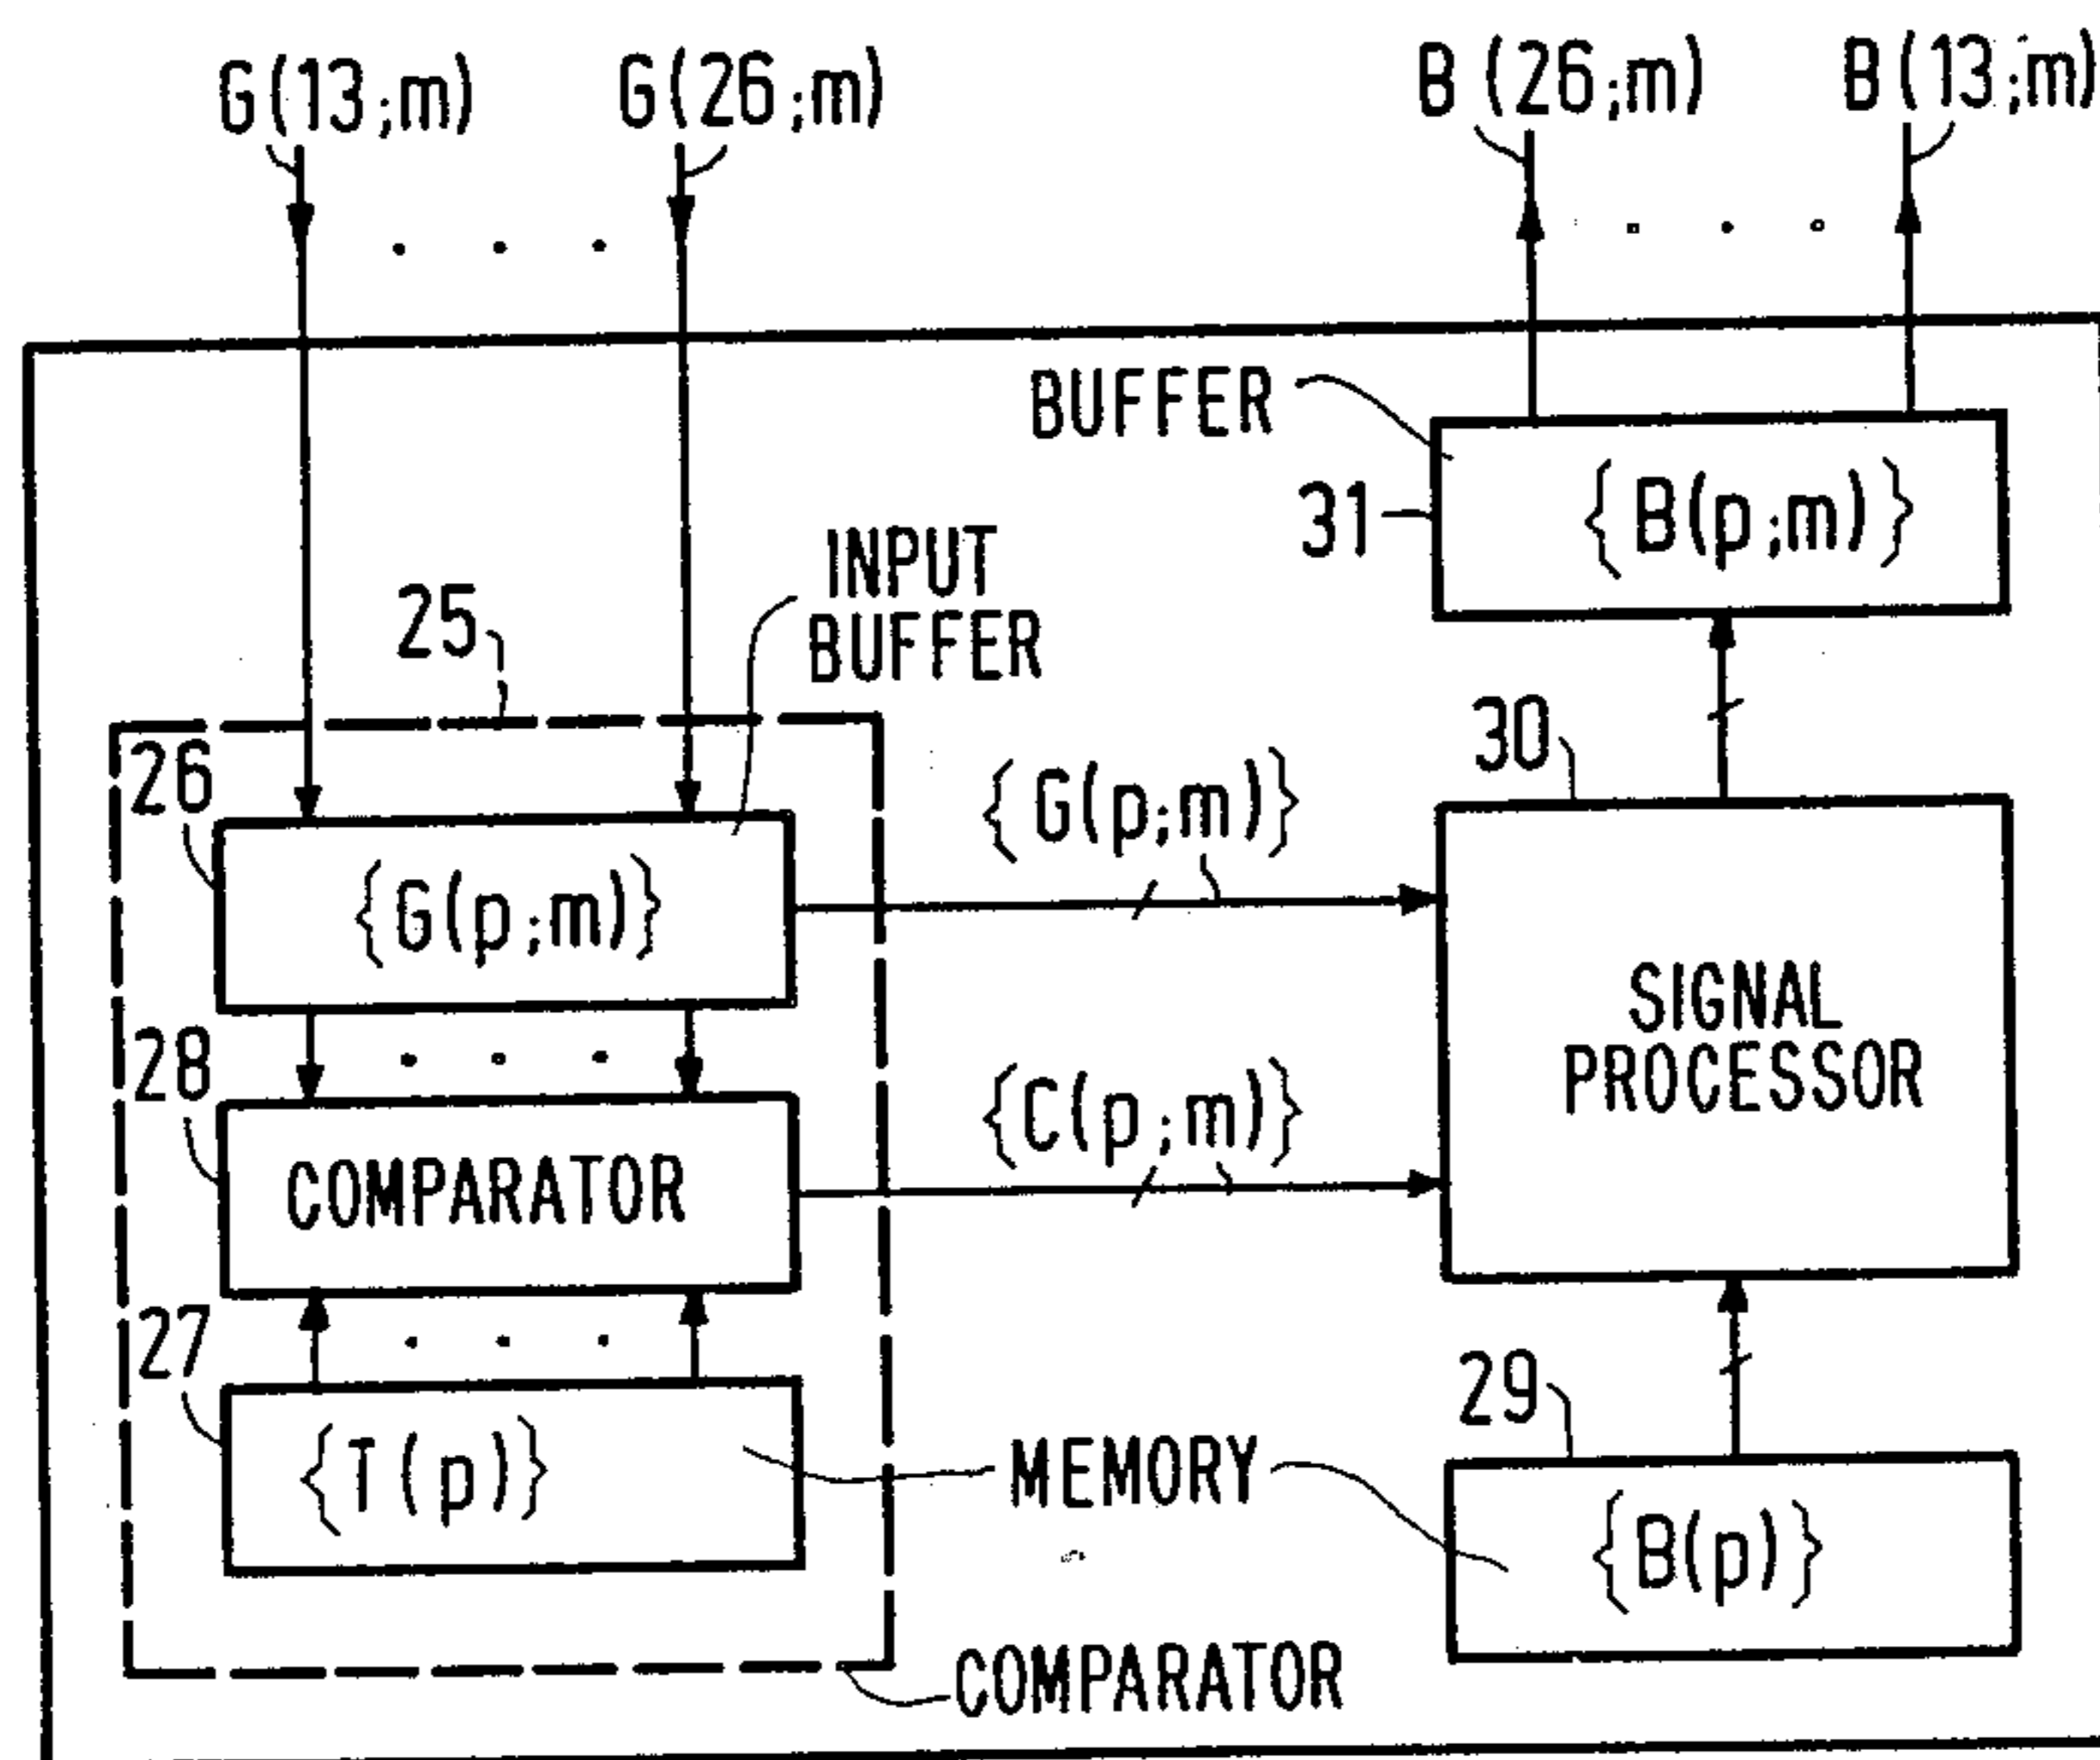 G(13;m)
G(26;m)
B(26;m)
B(13;m)
BUFFER
31
{B(p;m)}
INPUT
BUFFER
25
26
{G(p;m)}
{G(p;m)}
30
SIGNAL
PROCESSOR
28
COMPARATOR
{C(p;m)}
27
{T(p)}
MEMORY
29
{B(p)}
COMPARATOR